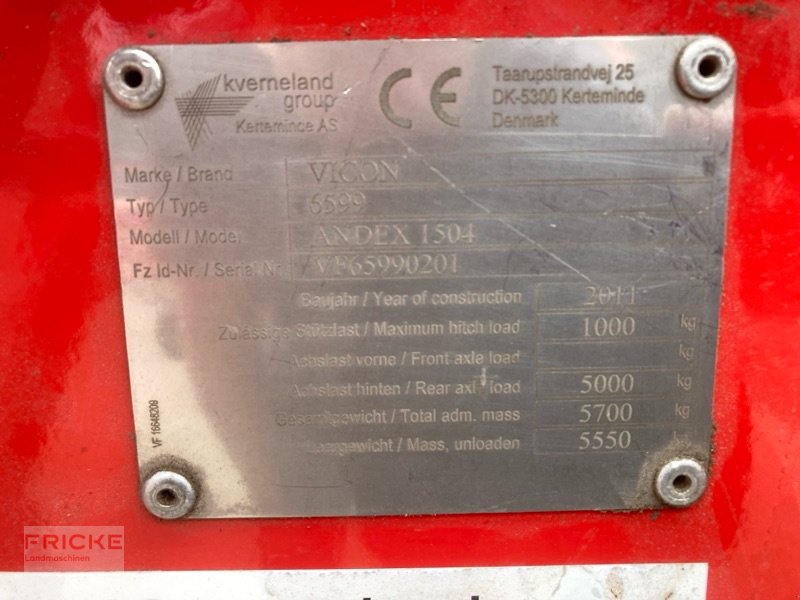 kverneland
group
Kerteminde AS
CE
Taarupstrandvej 25
DK-5300 Kerteminde
Denmark
Marke / Brand VICON
Typ / Type 6599
Modell / Model ANDEX 1504
Fz Id-Nr. / Serial Nr VF65990201
Baujahr / Year of construction 2011
Zulässige Stützlast / Maximum hitch load 1000 kg
Achslast vorne / Front axle load kg
Achslast hinten / Rear axle load 5000 kg
Gesamtgewicht / Total adm. mass 5700 kg
Leergewicht / Mass, unloaden 5550 kg
VF 16648209
FRICKE
Landmaschinen